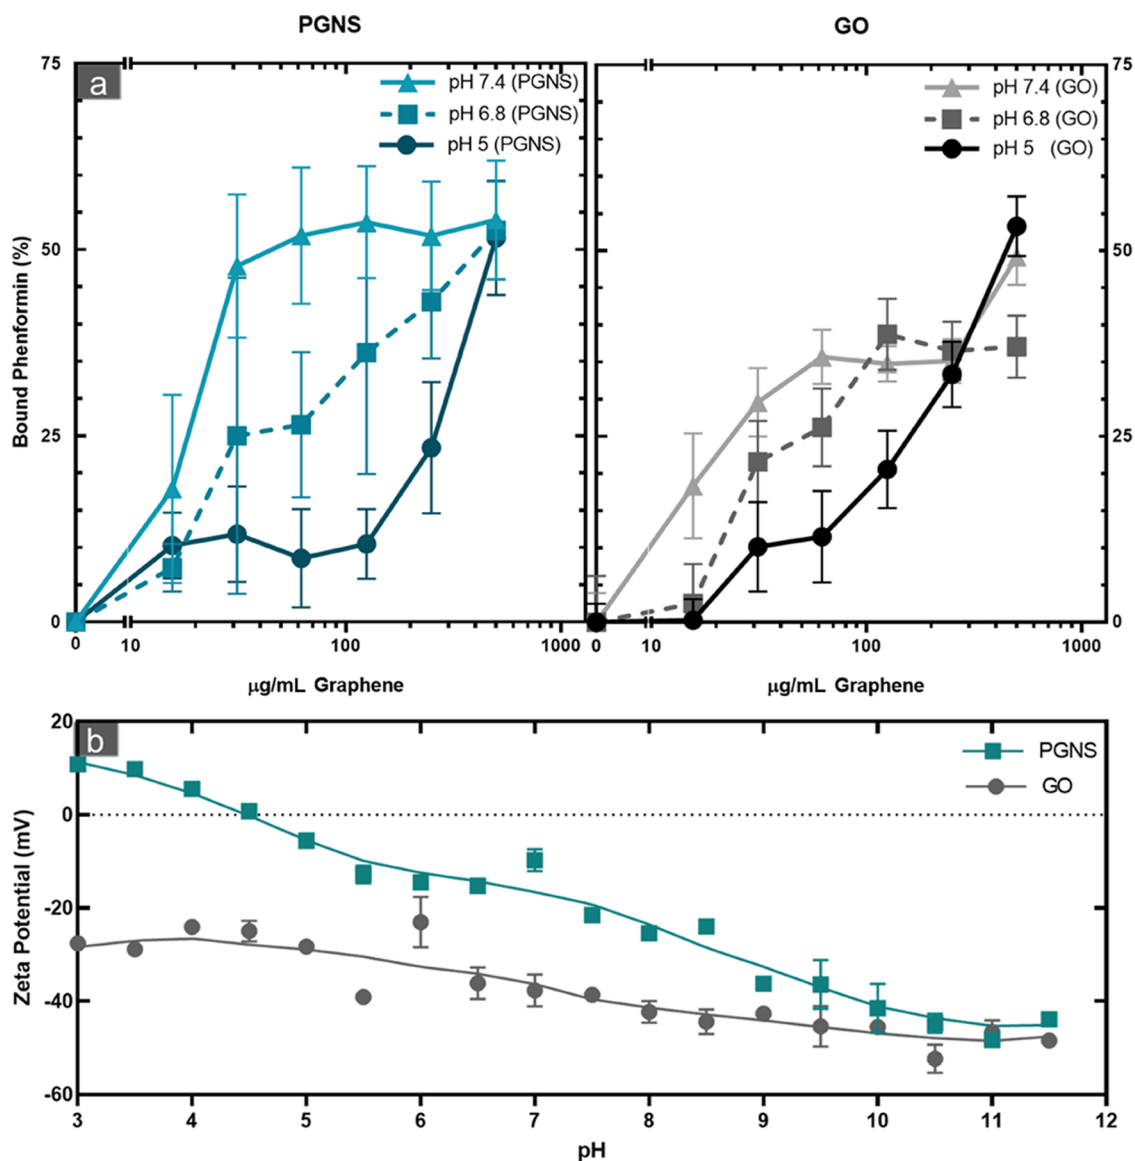 PGNS
GO
a
75
50
25
0
Bound Phenformin (%)
pH 7.4 (PGNS)
pH 6.8 (PGNS)
pH 5 (PGNS)
0 10 100 1000
μg/mL Graphene
pH 7.4 (GO)
pH 6.8 (GO)
pH 5 (GO)
75
50
25
0
0 10 100 1000
μg/mL Graphene
b
20
0
-20
-40
-60
Zeta Potential (mV)
PGNS
GO
3 4 5 6 7 8 9 10 11 12
pH